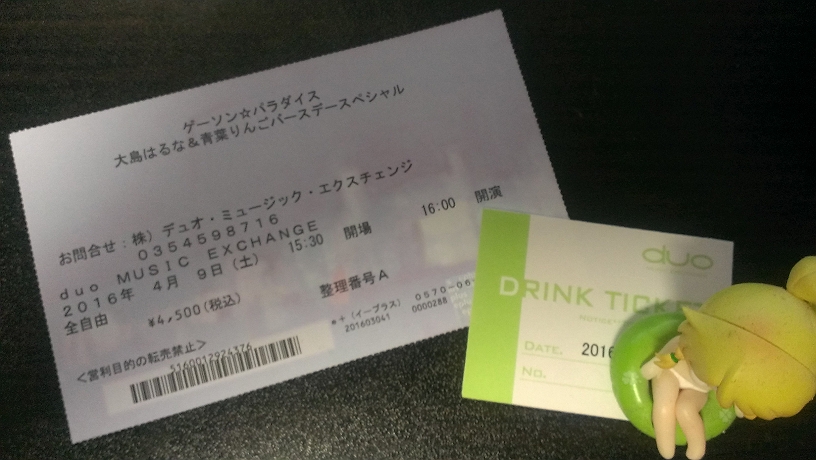 ゲーソン☆パラダイス
大島はるな&青葉りんごバースデースペシャル
お問合せ:株)デュオ・ミュージック・エクスチェンジ
0354598716
duo MUSIC EXCHANGE
2016年 4月 9日(土) 15:30 開場 16:00 開演
全自由 ¥4,500(税込) 整理番号A
*+(イープラス) 0570-06-
201603041 0000288
<営利目的の転売禁止>
5160012924376
duo
DRINK TICKET
DATE. 2016
NO.